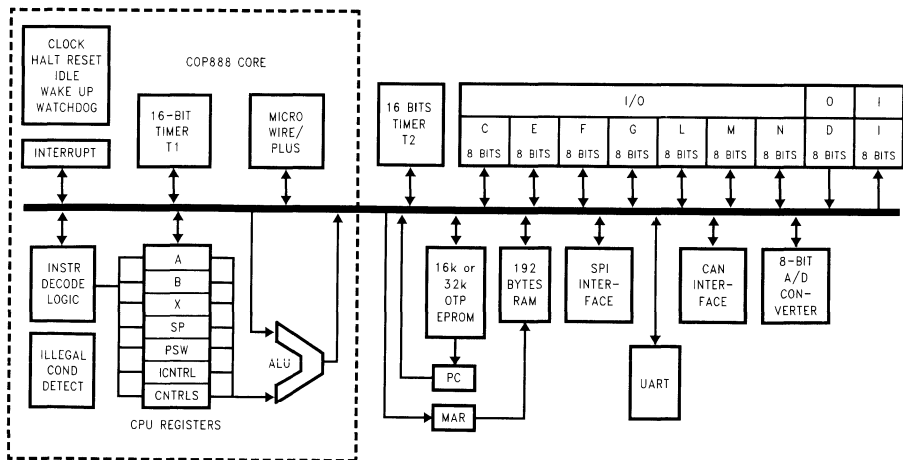 CLOCK
HALT RESET
IDLE
WAKE UP
WATCHDOG
COP888 CORE
INTERRUPT
16-BIT
TIMER
T1
MICRO
WIRE/
PLUS
16 BITS
TIMER
T2
I/O O I
C E F G L M N D I
8 BITS 8 BITS 8 BITS 8 BITS 8 BITS 8 BITS 8 BITS 8 BITS 8 BITS
INSTR
DECODE
LOGIC
ILLEGAL
COND
DETECT
A
B
X
SP
PSW
ICNTRL
CNTRLS
CPU REGISTERS
ALU
16k or
32k
OTP
EPROM
PC
MAR
192
BYTES
RAM
SPI
INTER-
FACE
UART
CAN
INTER-
FACE
8-BIT
A/D
CON-
VERTER